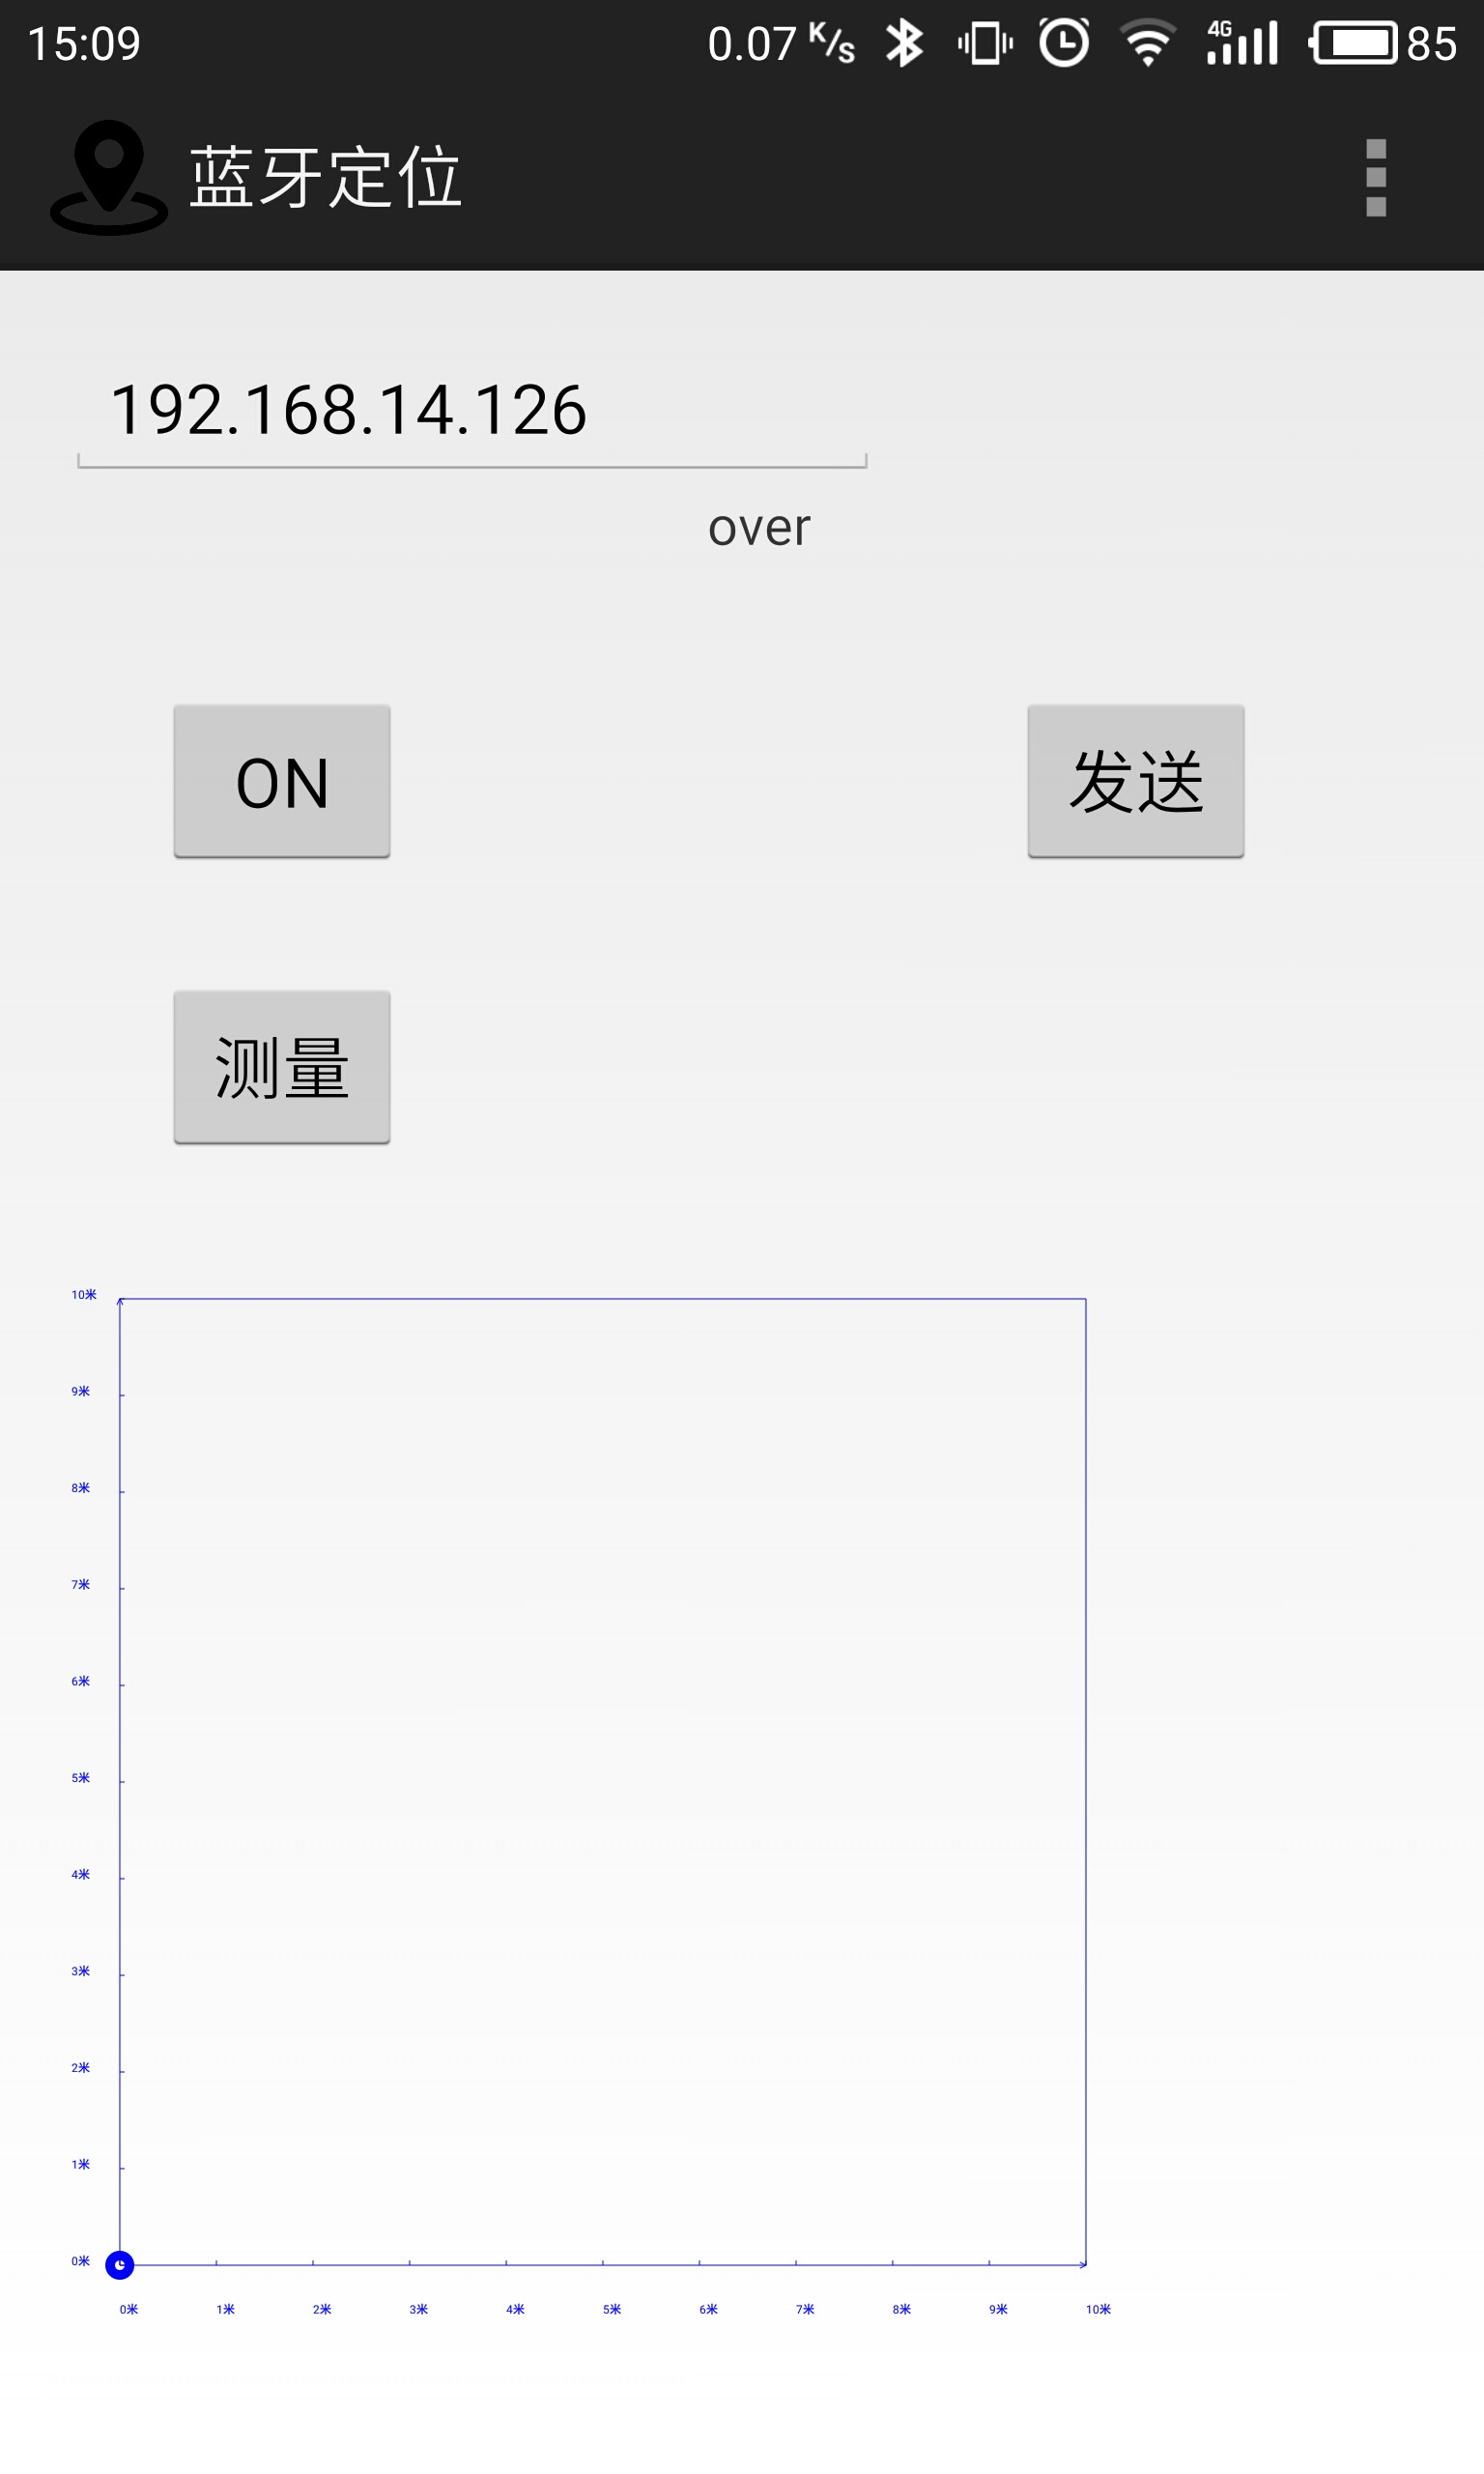 15:09 0.07 K/s 4G 85
蓝牙定位
192.168.14.126
over
ON 发送
测量
10米
9米
8米
7米
6米
5米
4米
3米
2米
1米
0米
0米 1米 2米 3米 4米 5米 6米 7米 8米 9米 10米